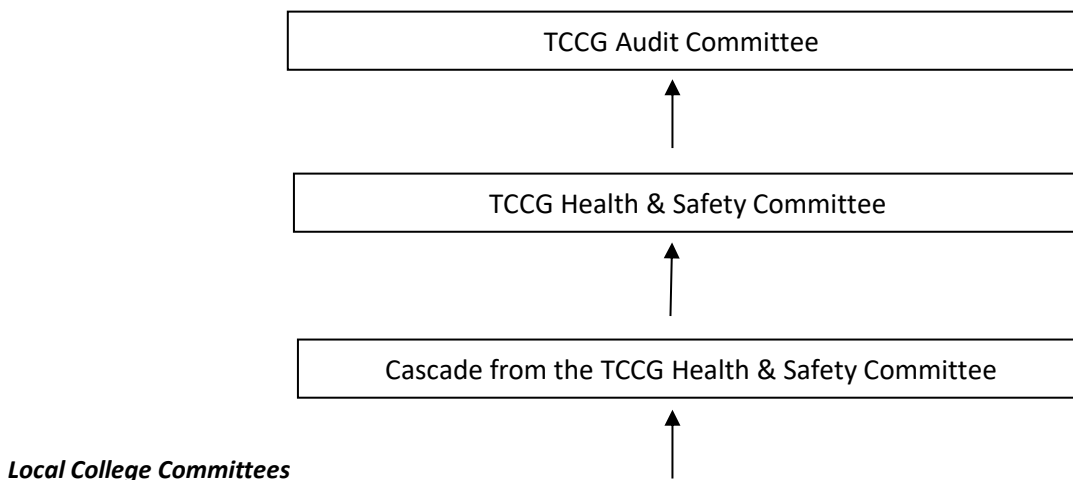 TCCG Audit Committee
TCCG Health & Safety Committee
Cascade from the TCCG Health & Safety Committee
Local College Committees